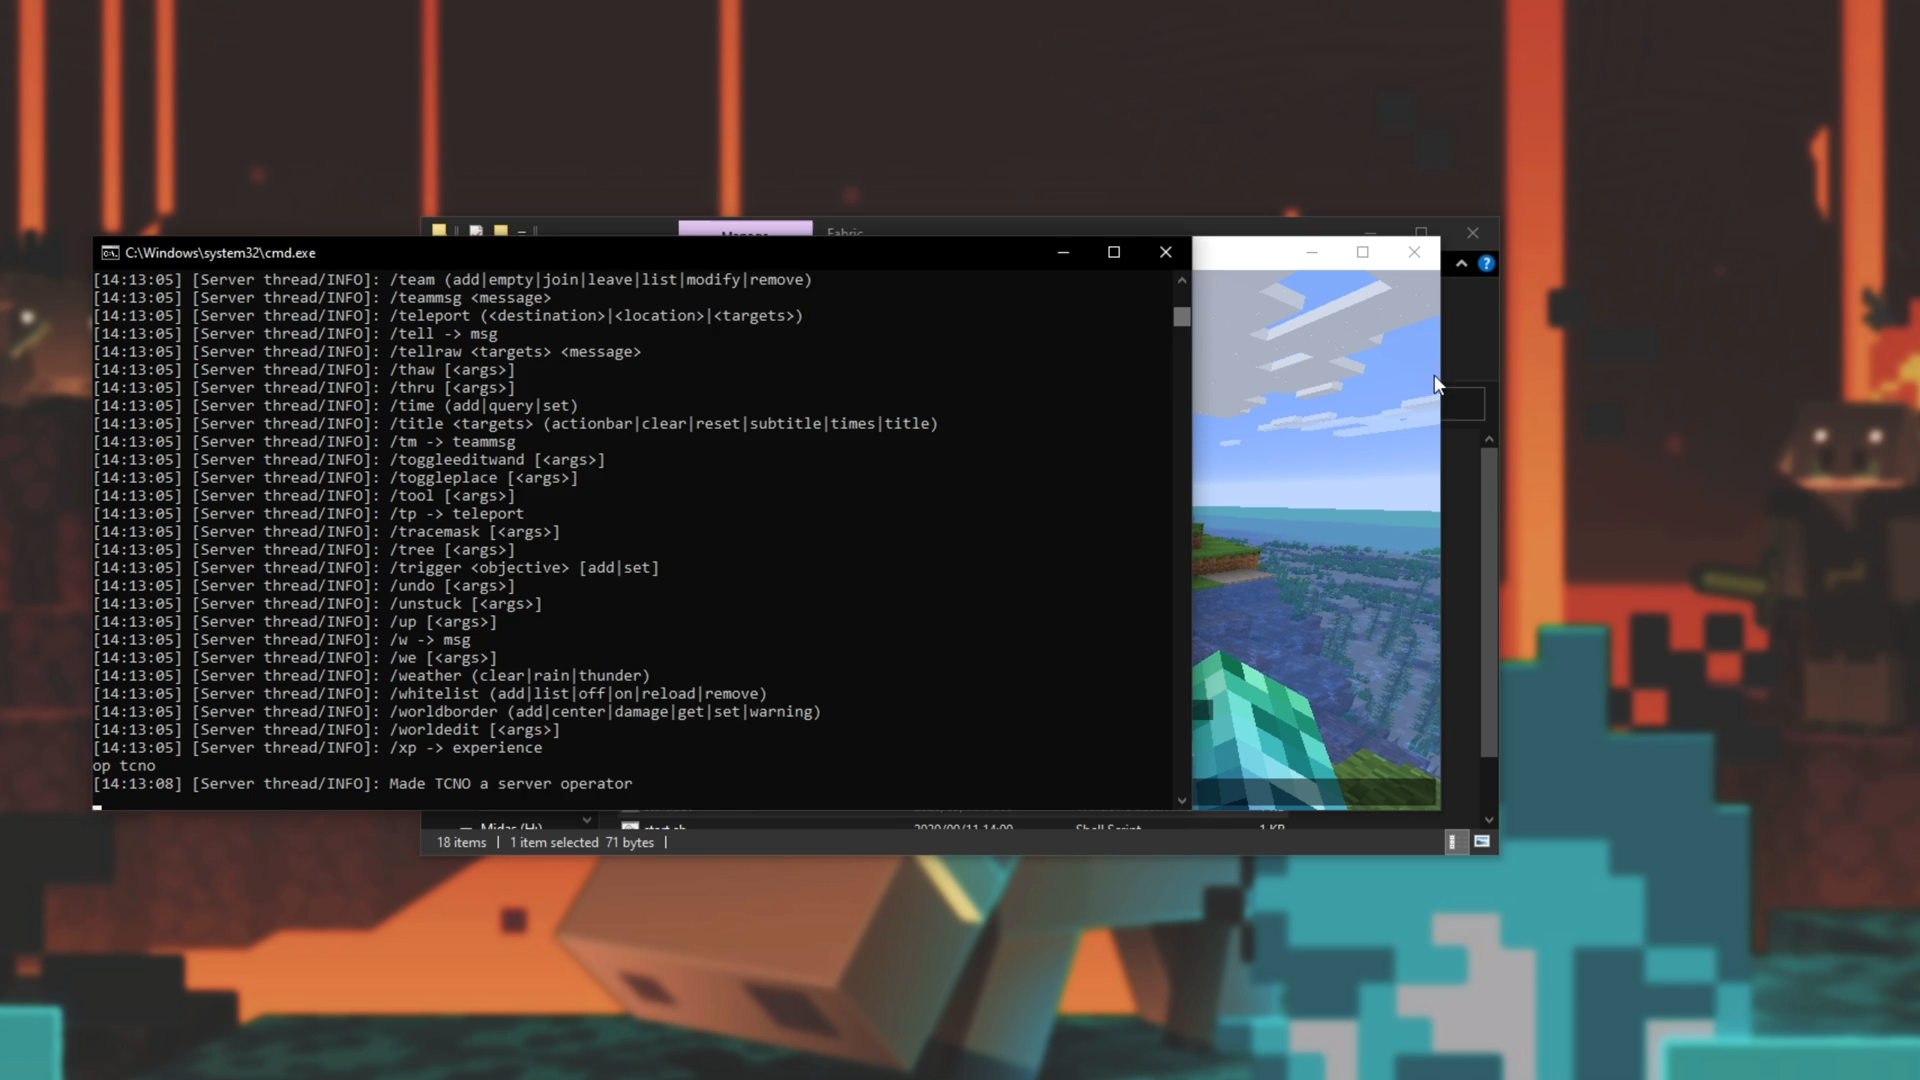 Manage
Fabric
C:\Windows\system32\cmd.exe
[14:13:05] [Server thread/INFO]: /team (add|empty|join|leave|list|modify|remove)
[14:13:05] [Server thread/INFO]: /teammsg <message>
[14:13:05] [Server thread/INFO]: /teleport (<destination>|<location>|<targets>)
[14:13:05] [Server thread/INFO]: /tell -> msg
[14:13:05] [Server thread/INFO]: /tellraw <targets> <message>
[14:13:05] [Server thread/INFO]: /thaw [<args>]
[14:13:05] [Server thread/INFO]: /thru [<args>]
[14:13:05] [Server thread/INFO]: /time (add|query|set)
[14:13:05] [Server thread/INFO]: /title <targets> (actionbar|clear|reset|subtitle|times|title)
[14:13:05] [Server thread/INFO]: /tm -> teammsg
[14:13:05] [Server thread/INFO]: /toggleeditwand [<args>]
[14:13:05] [Server thread/INFO]: /toggleplace [<args>]
[14:13:05] [Server thread/INFO]: /tool [<args>]
[14:13:05] [Server thread/INFO]: /tp -> teleport
[14:13:05] [Server thread/INFO]: /tracemask [<args>]
[14:13:05] [Server thread/INFO]: /tree [<args>]
[14:13:05] [Server thread/INFO]: /trigger <objective> [add|set]
[14:13:05] [Server thread/INFO]: /undo [<args>]
[14:13:05] [Server thread/INFO]: /unstuck [<args>]
[14:13:05] [Server thread/INFO]: /up [<args>]
[14:13:05] [Server thread/INFO]: /w -> msg
[14:13:05] [Server thread/INFO]: /we [<args>]
[14:13:05] [Server thread/INFO]: /weather (clear|rain|thunder)
[14:13:05] [Server thread/INFO]: /whitelist (add|list|off|on|reload|remove)
[14:13:05] [Server thread/INFO]: /worldborder (add|center|damage|get|set|warning)
[14:13:05] [Server thread/INFO]: /worldedit [<args>]
[14:13:05] [Server thread/INFO]: /xp -> experience
op tcno
[14:13:08] [Server thread/INFO]: Made TCNO a server operator
Midas (H:) start.sh 2020/09/11 14:00 Shell Script 1 KB
18 items | 1 item selected 71 bytes |